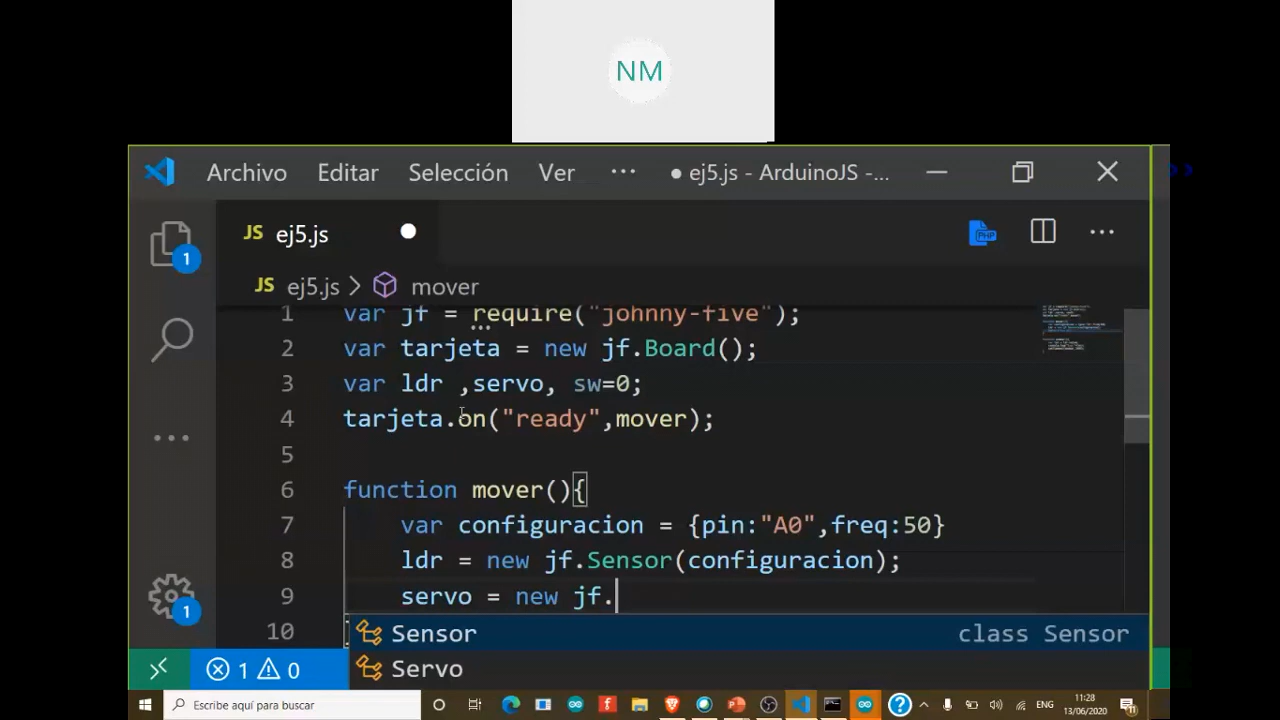 NM
Archivo Editar Selección Ver ··· ● ej5.js - ArduinoJS -...
JS ej5.js
PHP
1
JS ej5.js > mover
1 var jf = require("johnny-five");
2 var tarjeta = new jf.Board();
3 var ldr ,servo, sw=0;
4 tarjeta.on("ready",mover);
5
6 function mover(){
7 var configuracion = {pin:"A0",freq:50}
8 ldr = new jf.Sensor(configuracion);
9 servo = new jf.
10
1
Sensor class Sensor
Servo
1 0
Escribe aquí para buscar
ENG
11:28
13/06/2020
11